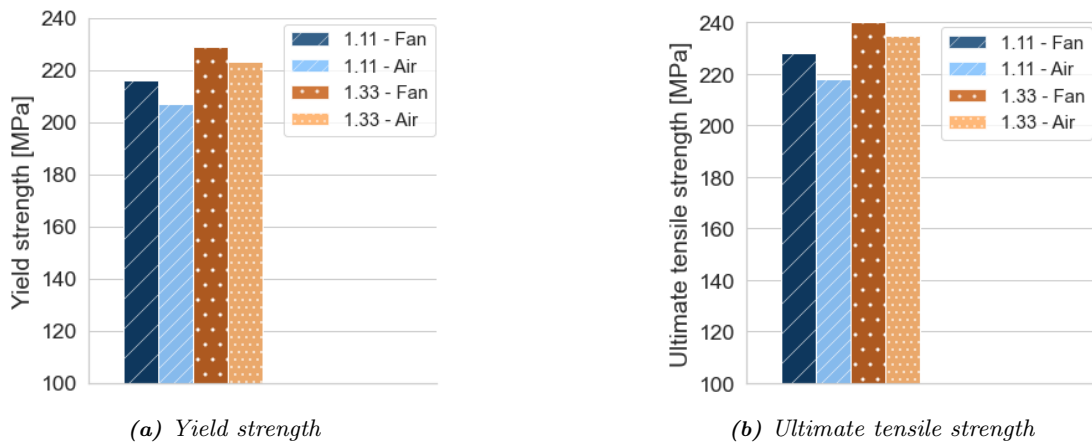 Yield strength [MPa]
240
220
200
180
160
140
120
100
1.11 - Fan
1.11 - Air
1.33 - Fan
1.33 - Air
(a) Yield strength
Ultimate tensile strength [MPa]
240
220
200
180
160
140
120
100
1.11 - Fan
1.11 - Air
1.33 - Fan
1.33 - Air
(b) Ultimate tensile strength